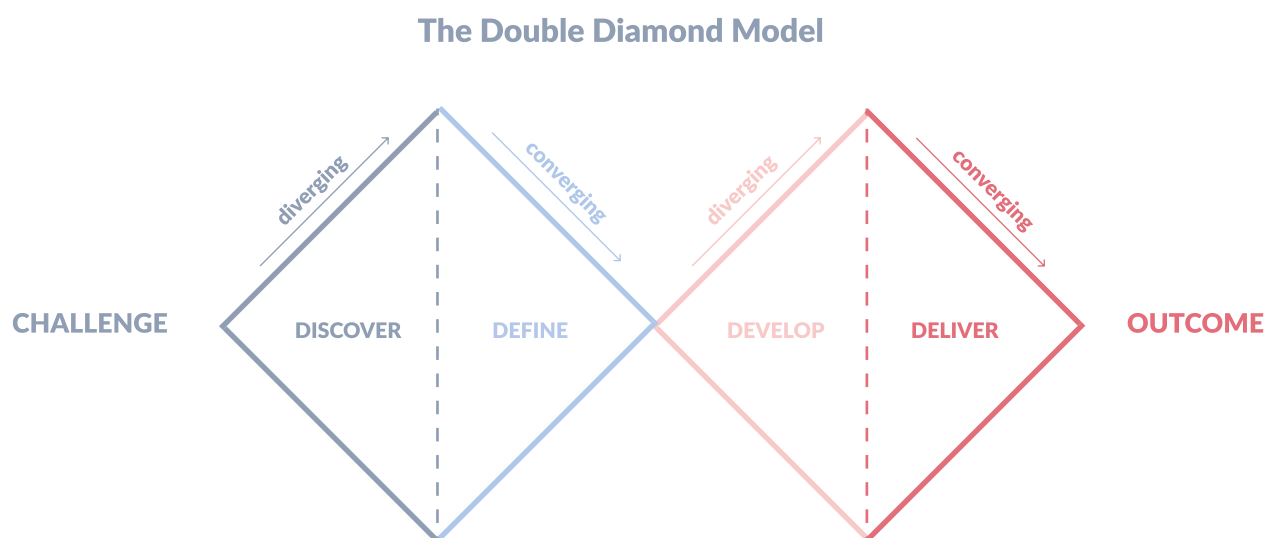 The Double Diamond Model
diverging
converging
diverging
converging
CHALLENGE
DISCOVER
DEFINE
DEVELOP
DELIVER
OUTCOME